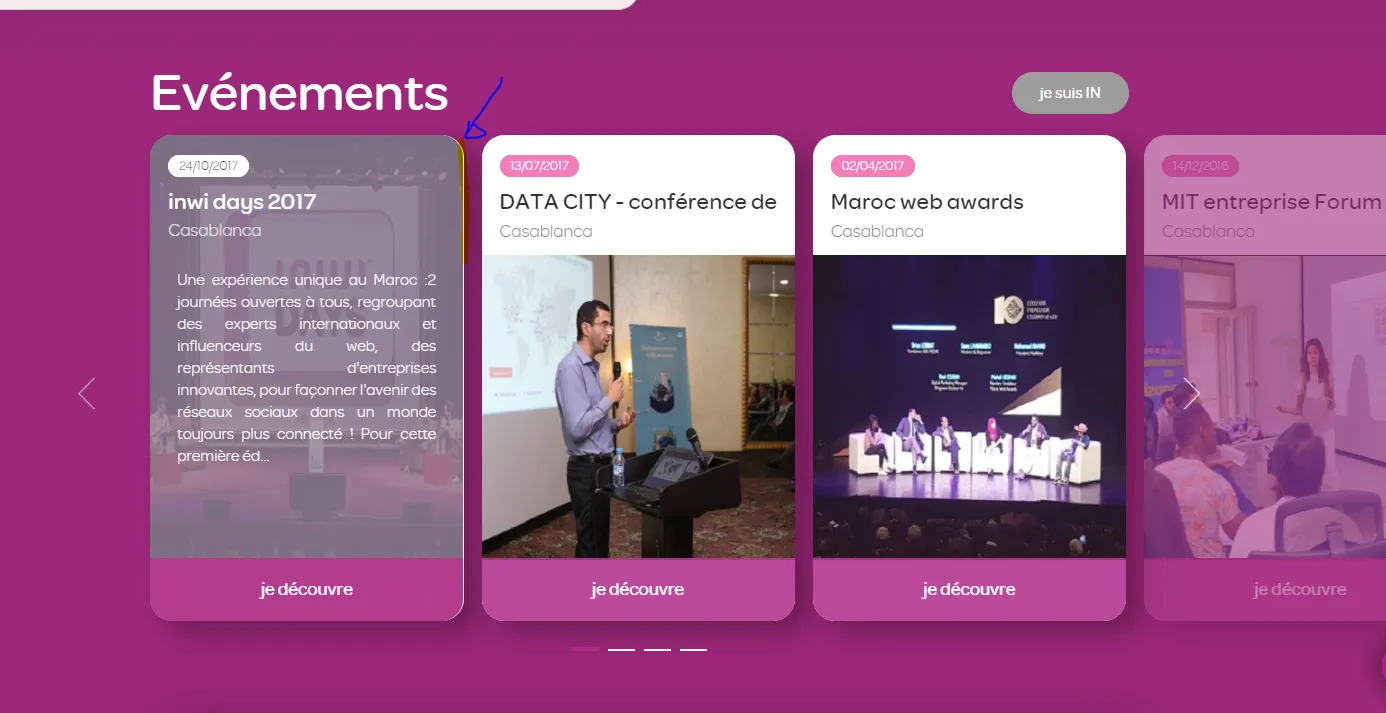 Evénements
je suis IN
24/10/2017
inwi days 2017
Casablanca
Une expérience unique au Maroc :2
journées ouvertes à tous, regroupant
des experts internationaux et
influenceurs du web, des
représentants d'entreprises
innovantes, pour façonner l'avenir des
réseaux sociaux dans un monde
toujours plus connecté ! Pour cette
première éd...
je découvre
13/07/2017
DATA CITY - conférence de
Casablanca
je découvre
02/04/2017
Maroc web awards
Casablanca
10
je découvre
14/12/2016
MIT entreprise Forum
Casablanca
je découvre